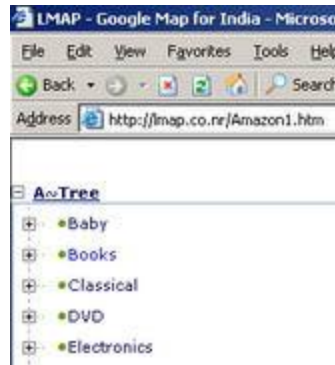 LMAP - Google Map for India - Microso
File Edit View Favorites Tools Help
Back Search
Address http://lmap.co.nr/Amazon1.htm
A~Tree
Baby
Books
Classical
DVD
Electronics